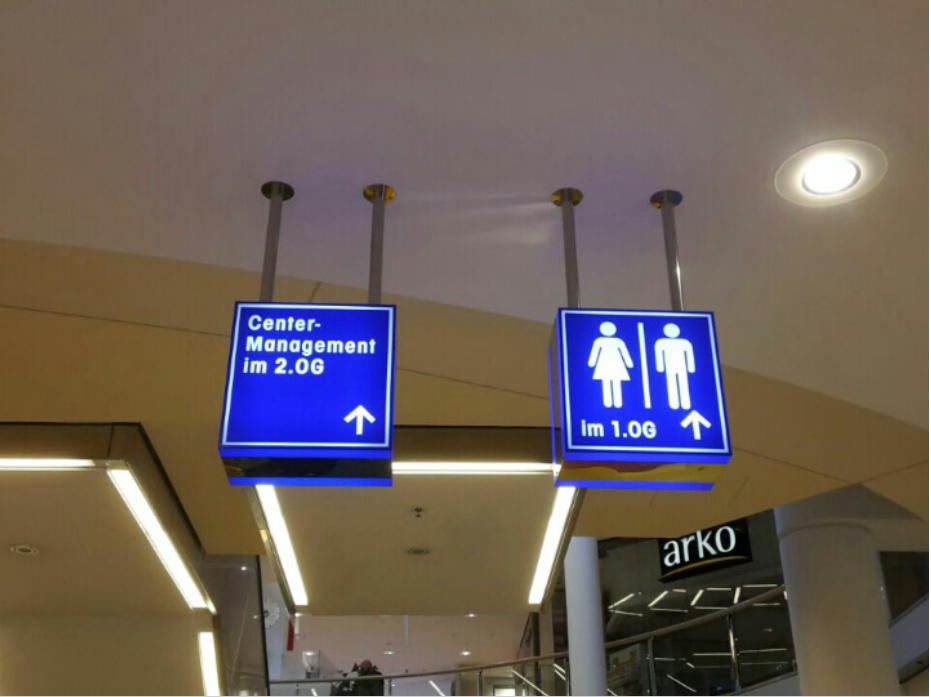 Center-
Management
im 2.OG
im 1.OG
arko